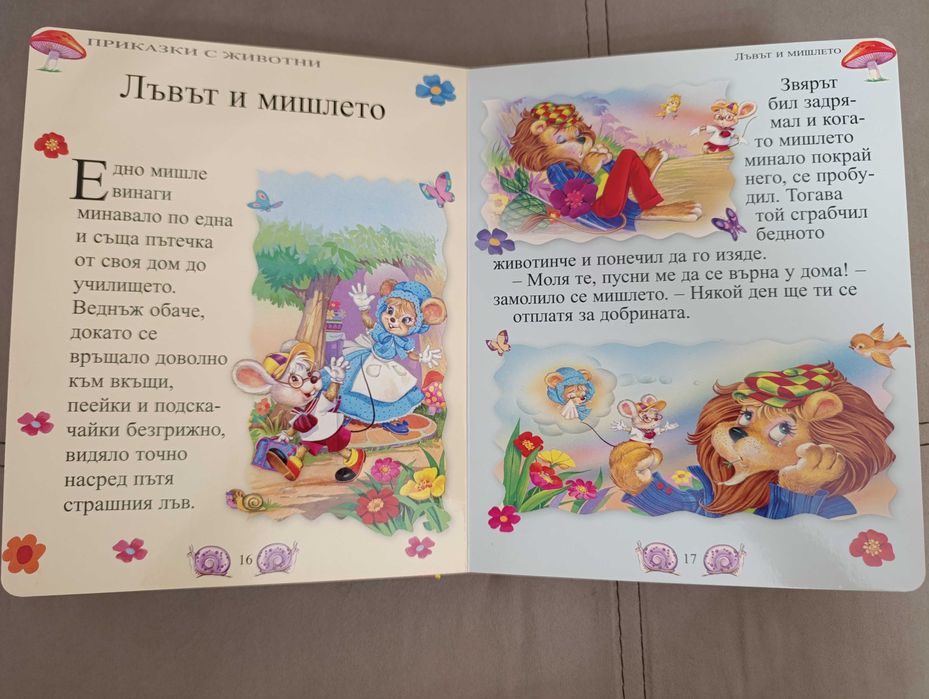 ПРИКАЗКИ С ЖИВОТНИ
Лъвът и мишлето
Едно мишле
винаги
минавало по една
и съща пътечка
от своя дом до
училището.
Веднъж обаче,
докато се
връщало доволно
към вкъщи,
пеейки и подска-
чайки безгрижно,
видяло точно
насред пътя
страшния лъв.
16
Лъвът и мишлето
Звярът
бил задря-
мал и кога-
то мишлето
минало покрай
него, се пробу-
дил. Тогава
той сграбчил
бедното
животинче и понечил да го изяде.
– Моля те, пусни ме да се върна у дома! –
замолило се мишлето. – Някой ден ще ти се
отплатя за добрината.
17